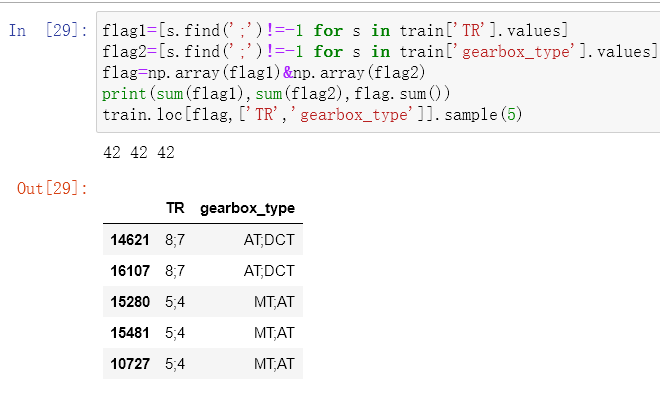 In [29]: flag1=[s.find(';')!=-1 for s in train['TR'].values]
flag2=[s.find(';')!=-1 for s in train['gearbox_type'].values]
flag=np.array(flag1)&np.array(flag2)
print(sum(flag1),sum(flag2),flag.sum())
train.loc[flag,['TR','gearbox_type']].sample(5)
42 42 42
Out[29]:
TR gearbox_type
14621 8;7 AT;DCT
16107 8;7 AT;DCT
15280 5;4 MT;AT
15481 5;4 MT;AT
10727 5;4 MT;AT